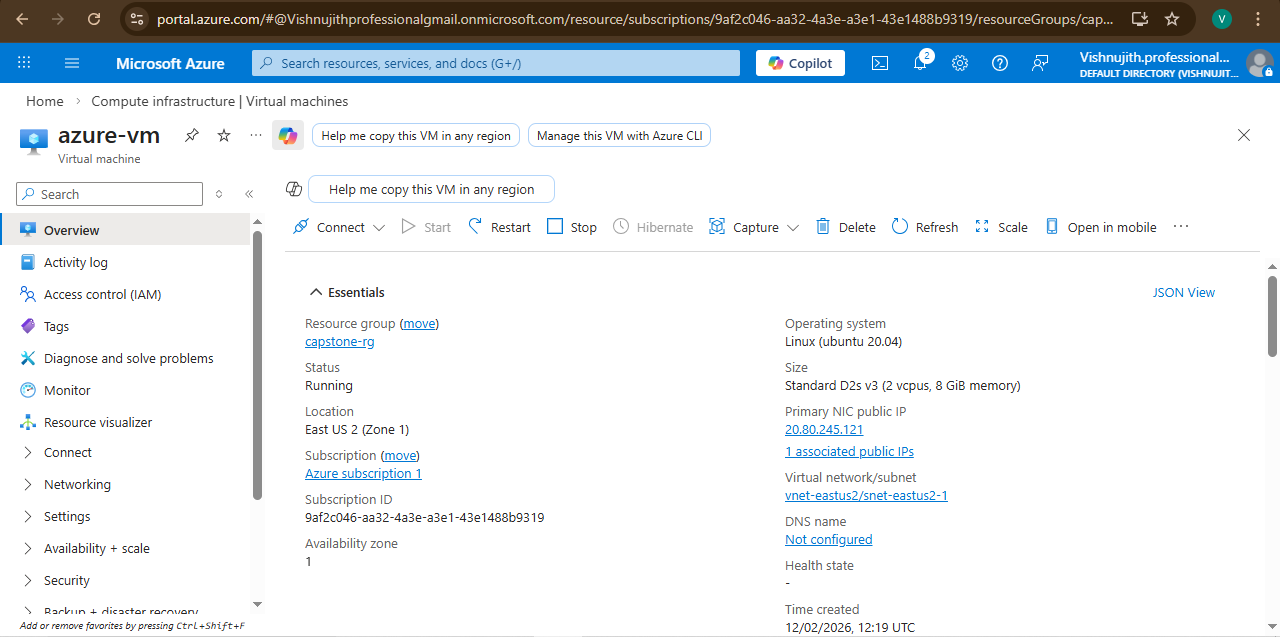 portal.azure.com/#@Vishnujithprofessionalgmail.onmicrosoft.com/resource/subscriptions/9af2c046-aa32-4a3e-a3e1-43e1488b9319/resourceGroups/cap...
V
Microsoft Azure
Search resources, services, and docs (G+/)
Copilot
2
Vishnujith.professional...
DEFAULT DIRECTORY (VISHNUJIT...
Home > Compute infrastructure | Virtual machines
azure-vm
Virtual machine
Help me copy this VM in any region
Manage this VM with Azure CLI
Search
Help me copy this VM in any region
Connect
Start
Restart
Stop
Hibernate
Capture
Delete
Refresh
Scale
Open in mobile
Overview
Activity log
Access control (IAM)
Tags
Diagnose and solve problems
Monitor
Resource visualizer
Connect
Networking
Settings
Availability + scale
Security
Backup + disaster recovery
Add or remove favorites by pressing Ctrl+Shift+F
Essentials
JSON View
Resource group (move)
capstone-rg
Status
Running
Location
East US 2 (Zone 1)
Subscription (move)
Azure subscription 1
Subscription ID
9af2c046-aa32-4a3e-a3e1-43e1488b9319
Availability zone
1
Operating system
Linux (ubuntu 20.04)
Size
Standard D2s v3 (2 vcpus, 8 GiB memory)
Primary NIC public IP
20.80.245.121
1 associated public IPs
Virtual network/subnet
vnet-eastus2/snet-eastus2-1
DNS name
Not configured
Health state
-
Time created
12/02/2026, 12:19 UTC